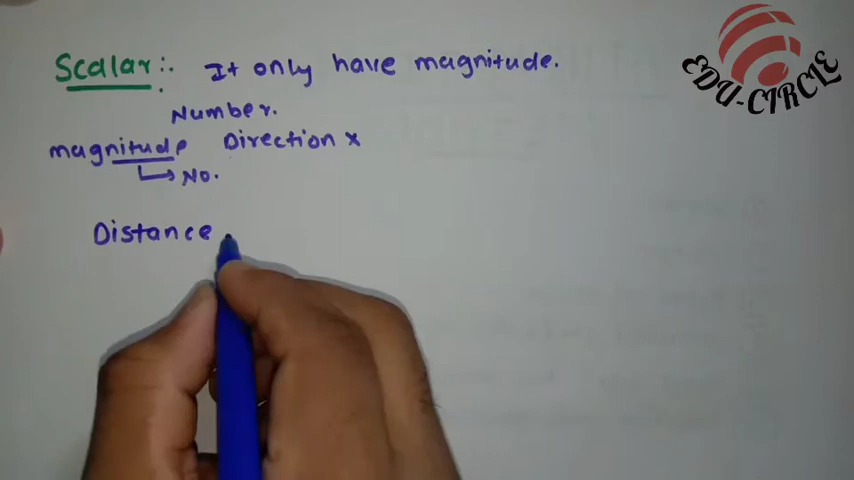 Scalar :. It only have magnitude.
Number.
magnitude Direction x
↳ No.
Distance
EDU-CIRCLE